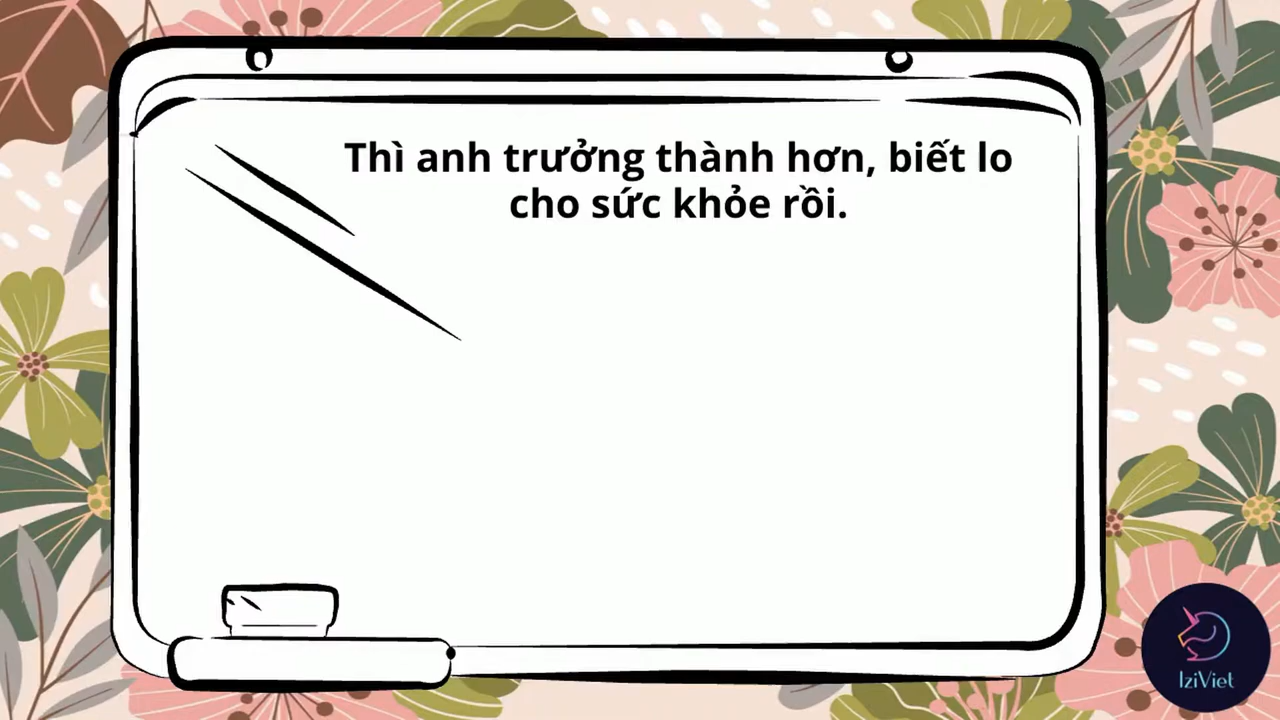 Thì anh trưởng thành hơn, biết lo
cho sức khỏe rồi.
IziViet